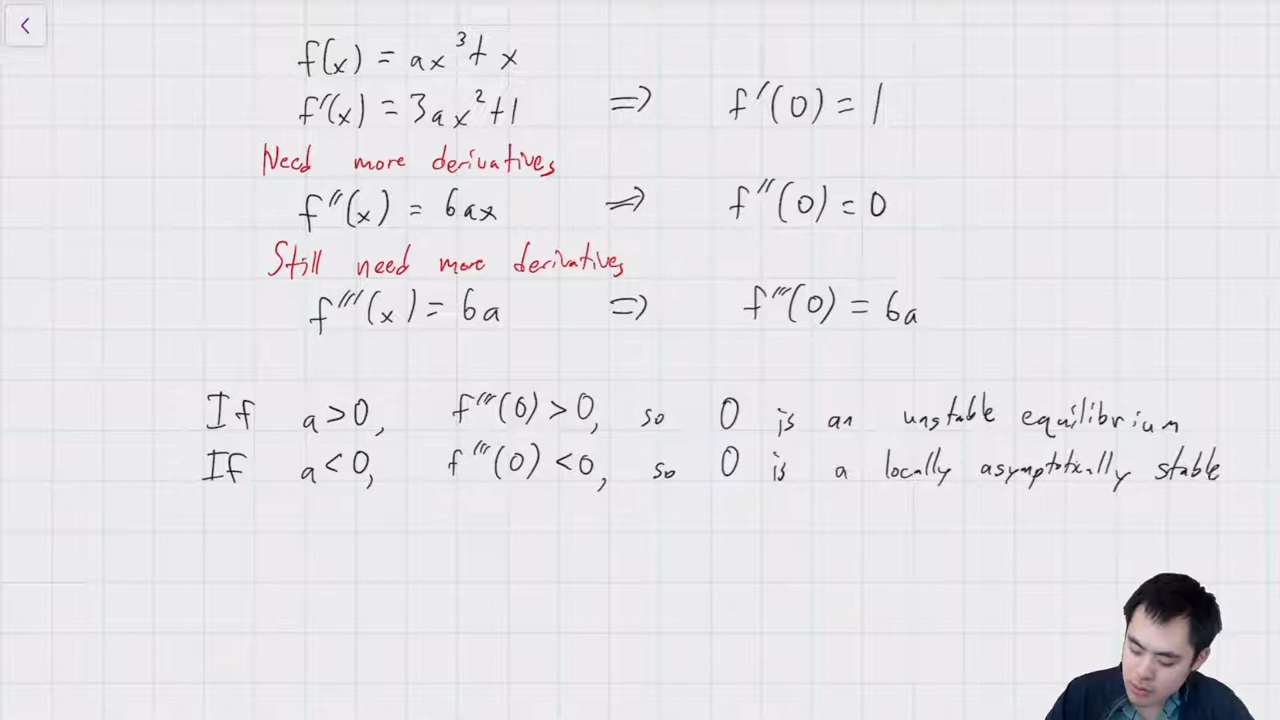 f(x) = ax³ + x
f'(x) = 3ax² + 1 ⇒ f'(0) = 1
Need more derivatives
f''(x) = 6ax ⇒ f''(0) = 0
Still need more derivatives
f'''(x) = 6a ⇒ f'''(0) = 6a
If a > 0, f'''(0) > 0, so 0 is an unstable equilibrium
If a < 0, f'''(0) < 0, so 0 is a locally asymptotically stable